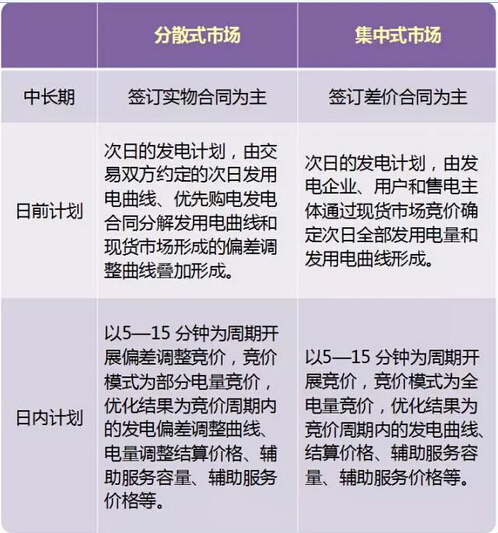 分散式市场
集中式市场
中长期
签订实物合同为主
签订差价合同为主
日前计划
次日的发电计划，由交
易双方约定的次日发用
电曲线、优先购电发电
合同分解发用电曲线和
现货市场形成的偏差调
整曲线叠加形成。
次日的发电计划，由发
电企业、用户和售电主
体通过现货市场竞价确
定次日全部发用电量和
发用电曲线形成。
日内计划
以5—15 分钟为周期开
展偏差调整竞价，竞价
模式为部分电量竞价，
优化结果为竞价周期内
的发电偏差调整曲线、
电量调整结算价格、辅
助服务容量、辅助服务
价格等。
以5—15 分钟为周期开
展竞价，竞价模式为全
电量竞价，优化结果为
竞价周期内的发电曲线、
结算价格、辅助服务容
量、辅助服务价格等。